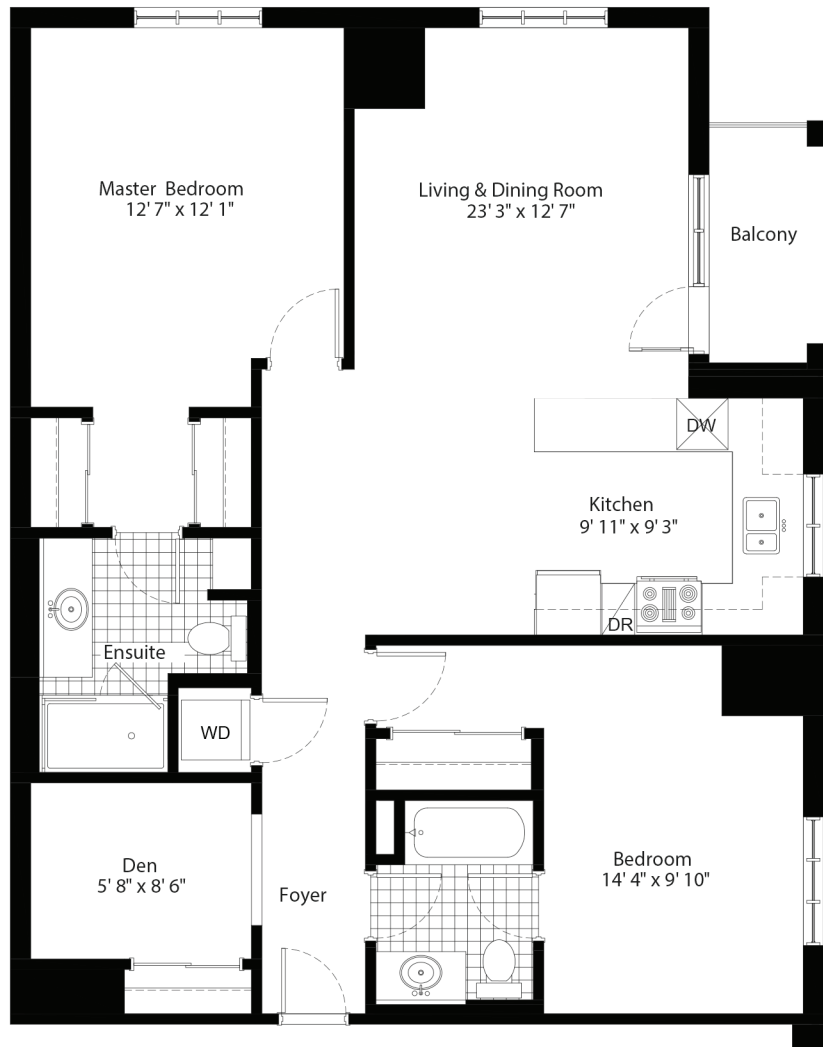 Master Bedroom
12' 7" x 12' 1"
Living & Dining Room
23' 3" x 12' 7"
Balcony
DW
Kitchen
9' 11" x 9' 3"
DR
Ensuite
WD
Den
5' 8" x 8' 6"
Foyer
Bedroom
14' 4" x 9' 10"